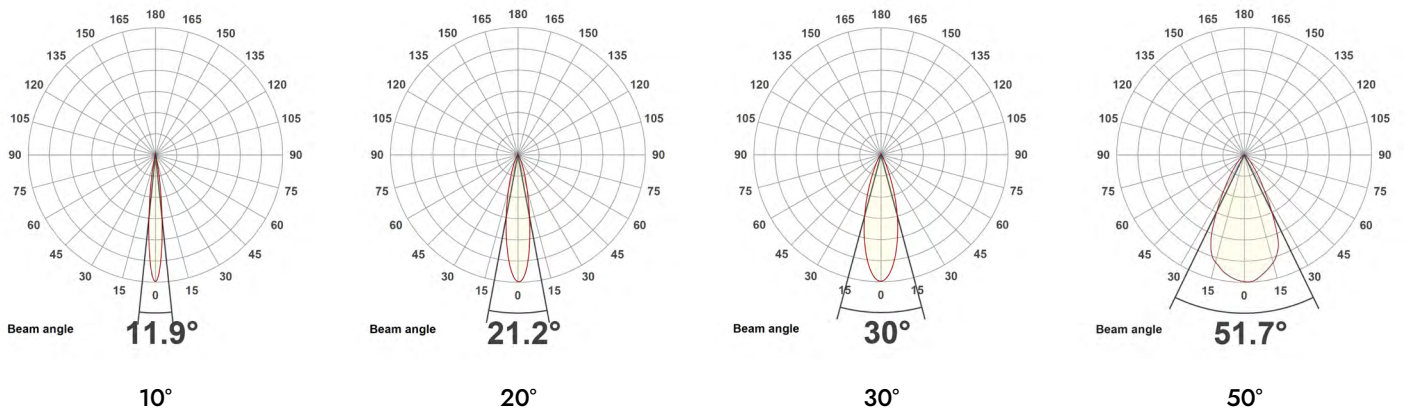 180 180 180 180
165 165 165 165 165 165 165 165
150 150 150 150 150 150 150 150
135 135 135 135 135 135 135 135
120 120 120 120 120 120 120 120
105 105 105 105 105 105 105 105
90 90 90 90 90 90 90 90
75 75 75 75 75 75 75 75
60 60 60 60 60 60 60 60
45 45 45 45 45 45 45 45
30 30 30 30 30 30 30 30
15 0 15 15 0 15 15 0 15 15 0 15
Beam angle 11.9° Beam angle 21.2° Beam angle 30° Beam angle 51.7°
10° 20° 30° 50°